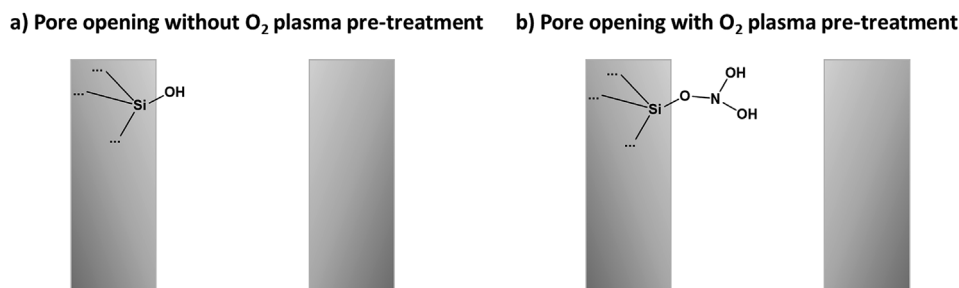 a) Pore opening without O₂ plasma pre-treatment
b) Pore opening with O₂ plasma pre-treatment
...
...
Si
OH
...
...
...
Si
O
N
OH
OH
...